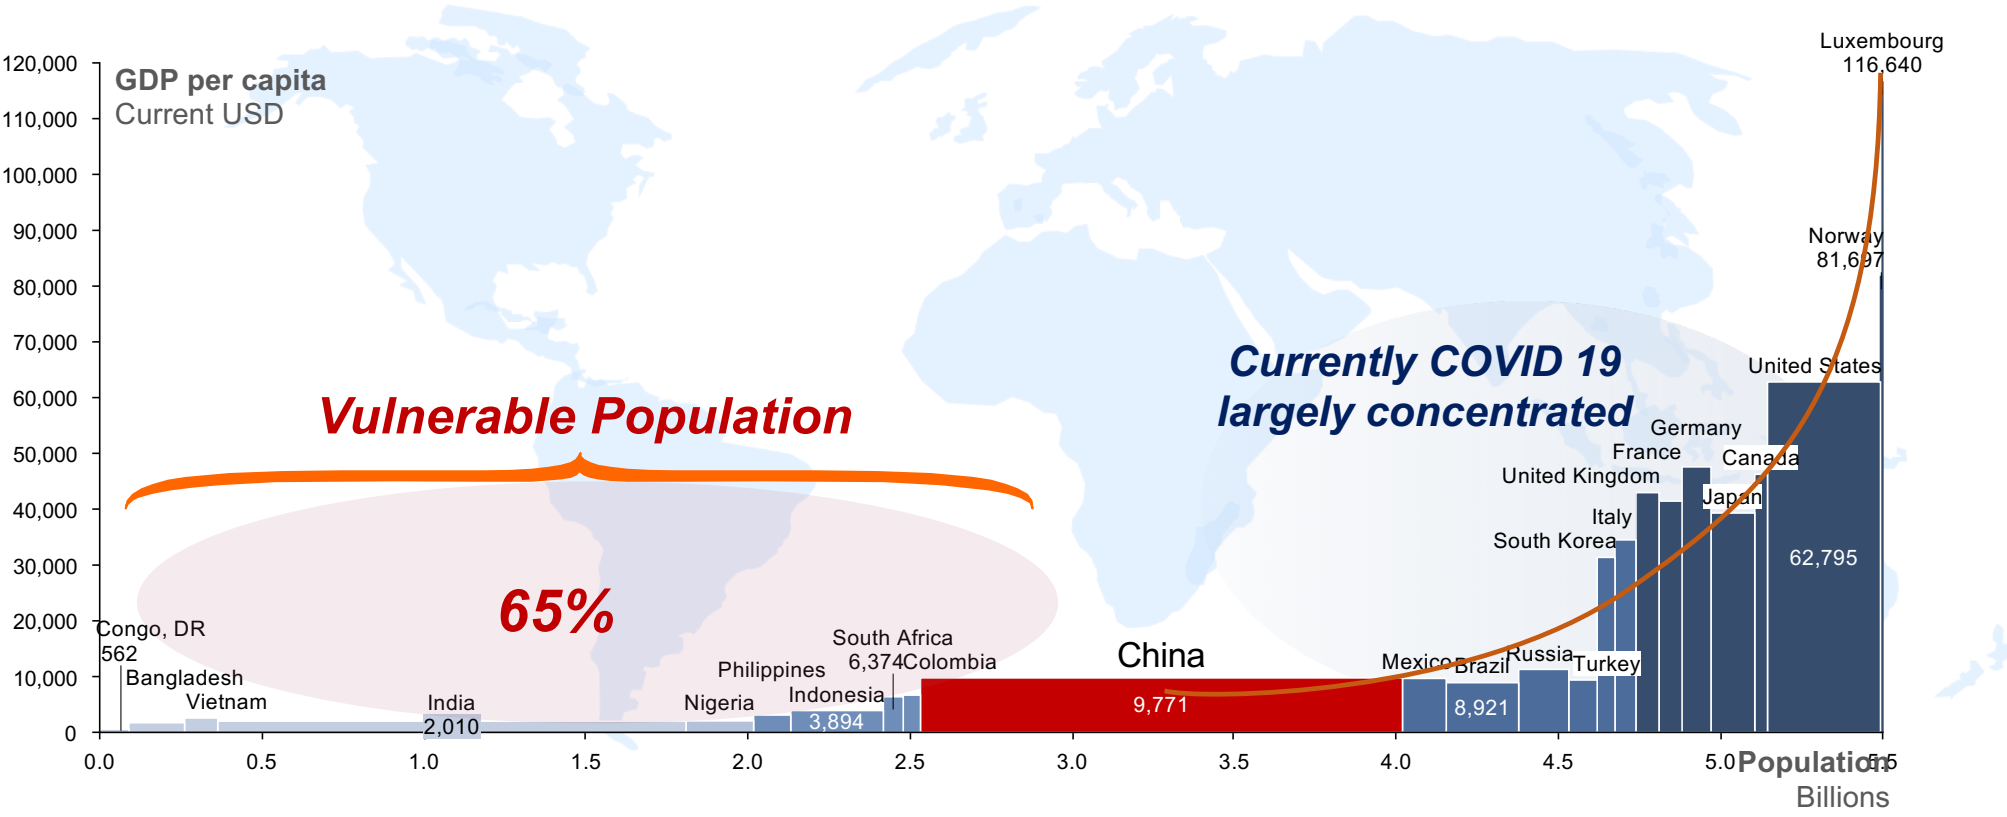 GDP per capita
Current USD
120,000
110,000
100,000
90,000
80,000
70,000
60,000
50,000
40,000
30,000
20,000
10,000
0
Luxembourg
116,640
Norway
81,697
Currently COVID 19
largely concentrated
Vulnerable Population
65%
United States
62,795
Germany
France
Canada
United Kingdom
Japan
Italy
South Korea
Congo, DR
562
Bangladesh
Vietnam
India
2,010
Nigeria
Philippines
Indonesia
3,894
South Africa
6,374
Colombia
China
9,771
Mexico
Brazil
8,921
Russia
Turkey
0.0
0.5
1.0
1.5
2.0
2.5
3.0
3.5
4.0
4.5
5.0
5.5
Population
Billions